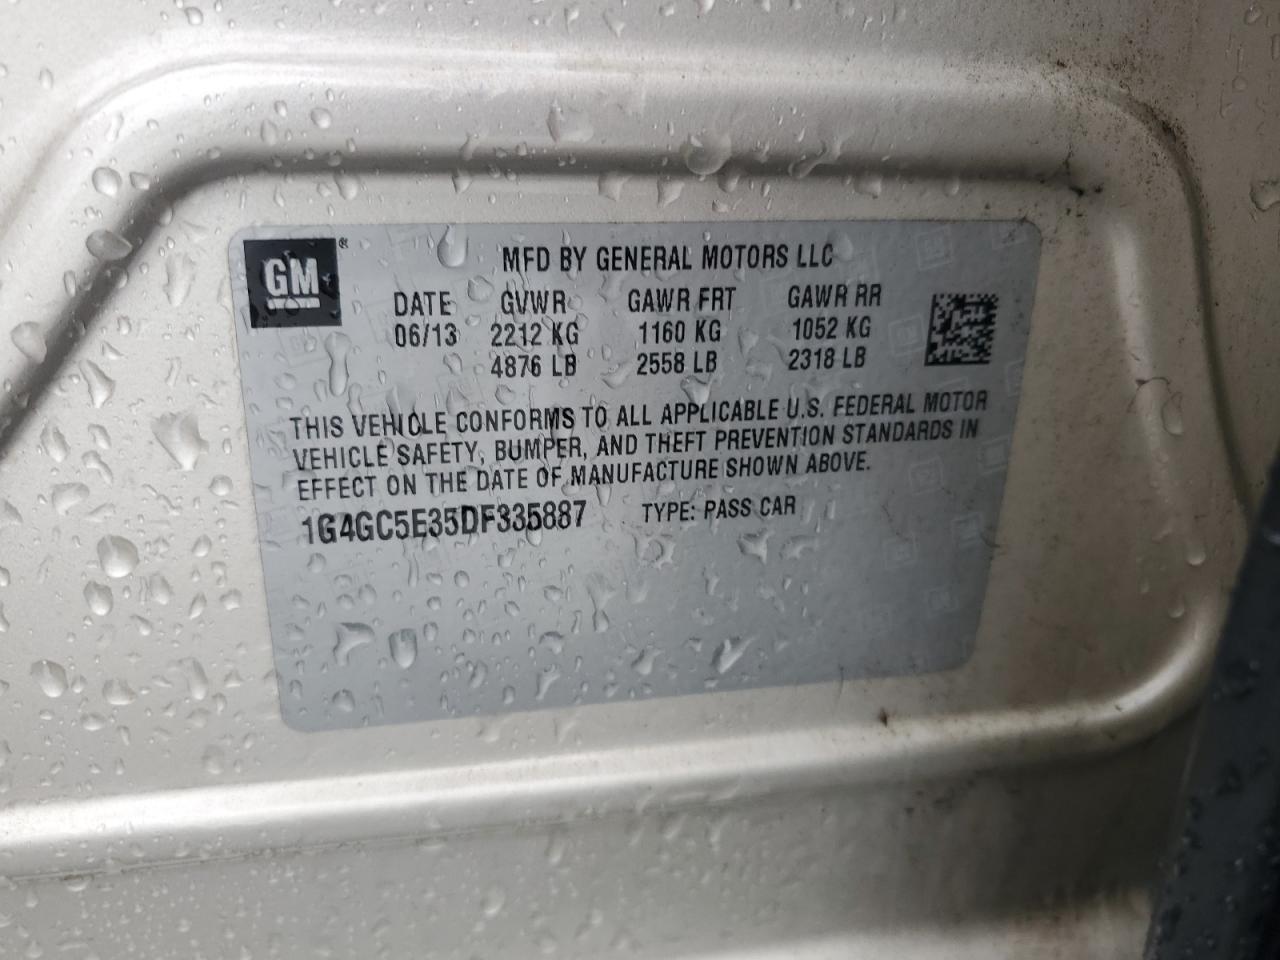 GM ®
MFD BY GENERAL MOTORS LLC
DATE GVWR GAWR FRT GAWR RR
06/13 2212 KG 1160 KG 1052 KG
4876 LB 2558 LB 2318 LB
THIS VEHICLE CONFORMS TO ALL APPLICABLE U.S. FEDERAL MOTOR
VEHICLE SAFETY, BUMPER, AND THEFT PREVENTION STANDARDS IN
EFFECT ON THE DATE OF MANUFACTURE SHOWN ABOVE.
1G4GC5E35DF335887 TYPE: PASS CAR